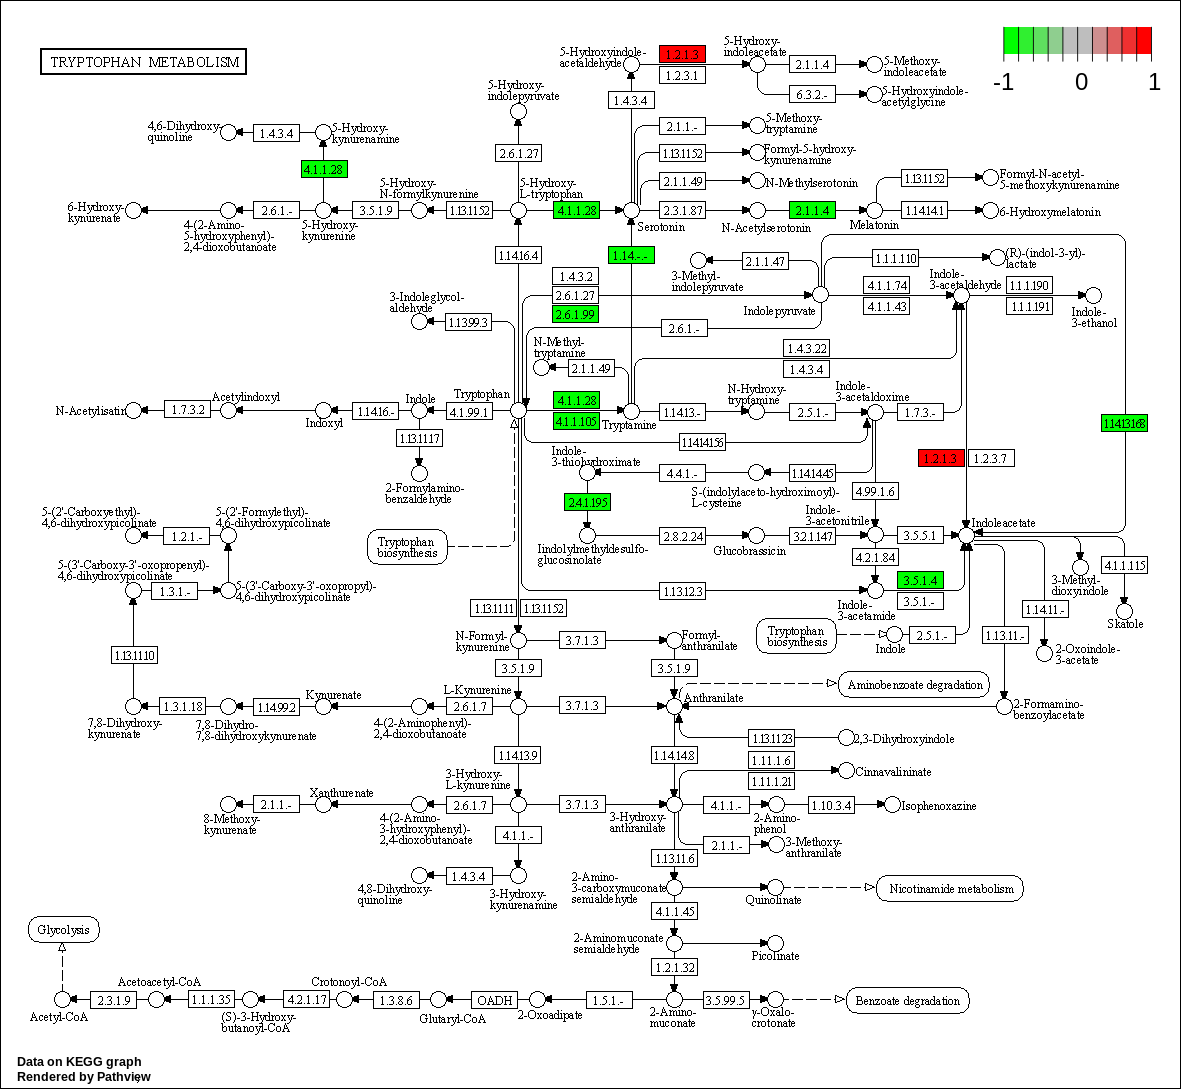 TRYPTOPHAN METABOLISM
-1
0
1
5-Hydroxyindole-
acetaldehyde
1.2.1.3
1.2.3.1
5-Hydroxy-
indoleacetate
2.1.1.4
5-Methoxy-
indoleacetate
6.3.2.-
5-Hydroxyindole-
acetylglycine
5-Hydroxy-
indolepyruvate
1.4.3.4
4,6-Dihydroxy-
quinoline
1.4.3.4
5-Hydroxy-
kynurenamine
2.1.1.-
5-Methoxy-
tryptamine
2.6.1.27
1.13.11.52
Formyl-5-hydroxy-
kynurenamine
4.1.1.28
2.1.1.49
N-Methylserotonin
1.13.11.52
Formyl-N-acetyl-
5-methoxykynurenamine
6-Hydroxy-
kynurenate
2.6.1.-
4-(2-Amino-
5-hydroxyphenyl)-
2,4-dioxobutanoate
5-Hydroxy-
kynurenine
3.5.1.9
5-Hydroxy-
N-formylkynurenine
1.13.11.52
5-Hydroxy-
L-tryptophan
4.1.1.28
Serotonin
2.3.1.87
N-Acetylserotonin
2.1.1.4
Melatonin
1.14.14.1
6-Hydroxymelatonin
1.14.16.4
1.14.-.-
2.1.1.47
3-Methyl-
indolepyruvate
1.1.1.110
(R)-(indol-3-yl)-
lactate
1.4.3.2
2.6.1.27
2.6.1.99
Indolepyruvate
4.1.1.74
4.1.1.43
Indole-
3-acetaldehyde
1.1.1.190
1.1.1.191
Indole-
3-ethanol
3-Indoleglycol-
aldehyde
1.13.99.3
2.6.1.-
N-Methyl-
tryptamine
2.1.1.49
1.4.3.22
1.4.3.4
N-Acetylisatin
1.7.3.2
Acetylindoxyl
Indoxyl
1.14.16.-
Indole
4.1.99.1
Tryptophan
4.1.1.28
4.1.1.105
Tryptamine
1.14.13.-
N-Hydroxy-
tryptamine
2.5.1.-
Indole-
3-acetaldoxime
1.7.3.-
1.14.13.168
1.13.11.17
2-Formylamino-
benzaldehyde
1.14.14.156
1.2.1.3
1.2.3.7
Indole-
3-thiohydroximate
4.4.1.-
S-(indolylaceto-hydroximoyl)-
L-cysteine
1.14.14.45
4.99.1.6
2.4.1.195
Iindolylmethyldesulfo-
glucosinolate
2.8.2.24
Glucobrassicin
3.2.1.147
Indole-
3-acetonitrile
3.5.5.1
Indoleacetate
5-(2'-Carboxyethyl)-
4,6-dihydroxypicolinate
1.2.1.-
5-(2'-Formylethyl)-
4,6-dihydroxypicolinate
Tryptophan
biosynthesis
4.2.1.84
3.5.1.4
3.5.1.-
Indole-
3-acetamide
1.13.12.3
3-Methyl-
dioxyindole
4.1.1.115
Skatole
5-(3'-Carboxy-3'-oxopropenyl)-
4,6-dihydroxypicolinate
1.3.1.-
5-(3'-Carboxy-3'-oxopropyl)-
4,6-dihydroxypicolinate
1.13.11.11
1.13.11.52
1.14.11.-
2-Oxoindole-
3-acetate
Tryptophan
biosynthesis
Indole
2.5.1.-
1.13.11.-
N-Formyl-
kynurenine
3.7.1.3
Formyl-
anthranilate
1.13.1.10
3.5.1.9
3.5.1.9
Aminobenzoate degradation
7,8-Dihydroxy-
kynurenate
1.3.1.18
7,8-Dihydro-
7,8-dihydroxykynurenate
1.14.99.2
Kynurenate
4-(2-Aminophenyl)-
2,4-dioxobutanoate
2.6.1.7
L-Kynurenine
3.7.1.3
Anthranilate
2-Formamino-
benzoylacetate
1.14.13.9
1.14.14.8
1.13.11.23
2,3-Dihydroxyindole
1.11.1.6
1.11.1.21
Cinnavalininate
8-Methoxy-
kynurenate
2.1.1.-
Xanthurenate
4-(2-Amino-
3-hydroxyphenyl)-
2,4-dioxobutanoate
2.6.1.7
3-Hydroxy-
L-kynurenine
3.7.1.3
3-Hydroxy-
anthranilate
4.1.1.-
2-Amino-
phenol
1.10.3.4
Isophenoxazine
4.1.1.-
2.1.1.-
3-Methoxy-
anthranilate
1.13.11.6
4,8-Dihydroxy-
quinoline
1.4.3.4
3-Hydroxy-
kynurenamine
2-Amino-
3-carboxymuconate
semialdehyde
Quinolinate
Nicotinamide metabolism
4.1.1.45
Glycolysis
2-Aminomuconate
semialdehyde
Picolinate
1.2.1.32
Acetyl-CoA
2.3.1.9
Acetoacetyl-CoA
1.1.1.35
(S)-3-Hydroxy-
butanoyl-CoA
4.2.1.17
Crotonoyl-CoA
1.3.8.6
Glutaryl-CoA
OADH
2-Oxoadipate
1.5.1.-
2-Amino-
muconate
3.5.99.5
γ-Oxalo-
crotonate
Benzoate degradation
Data on KEGG graph
Rendered by Pathview